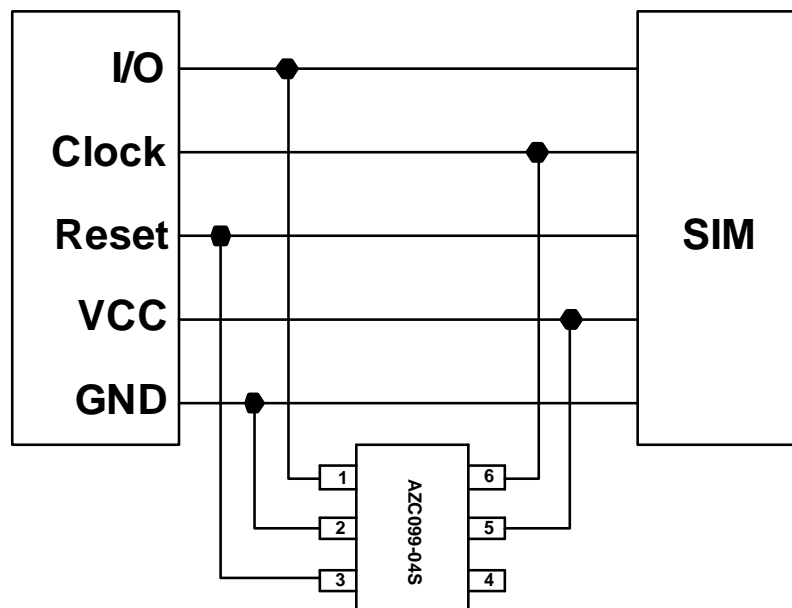 I/O
Clock
Reset
VCC
GND
SIM
AZC099-04S
1
2
3
6
5
4